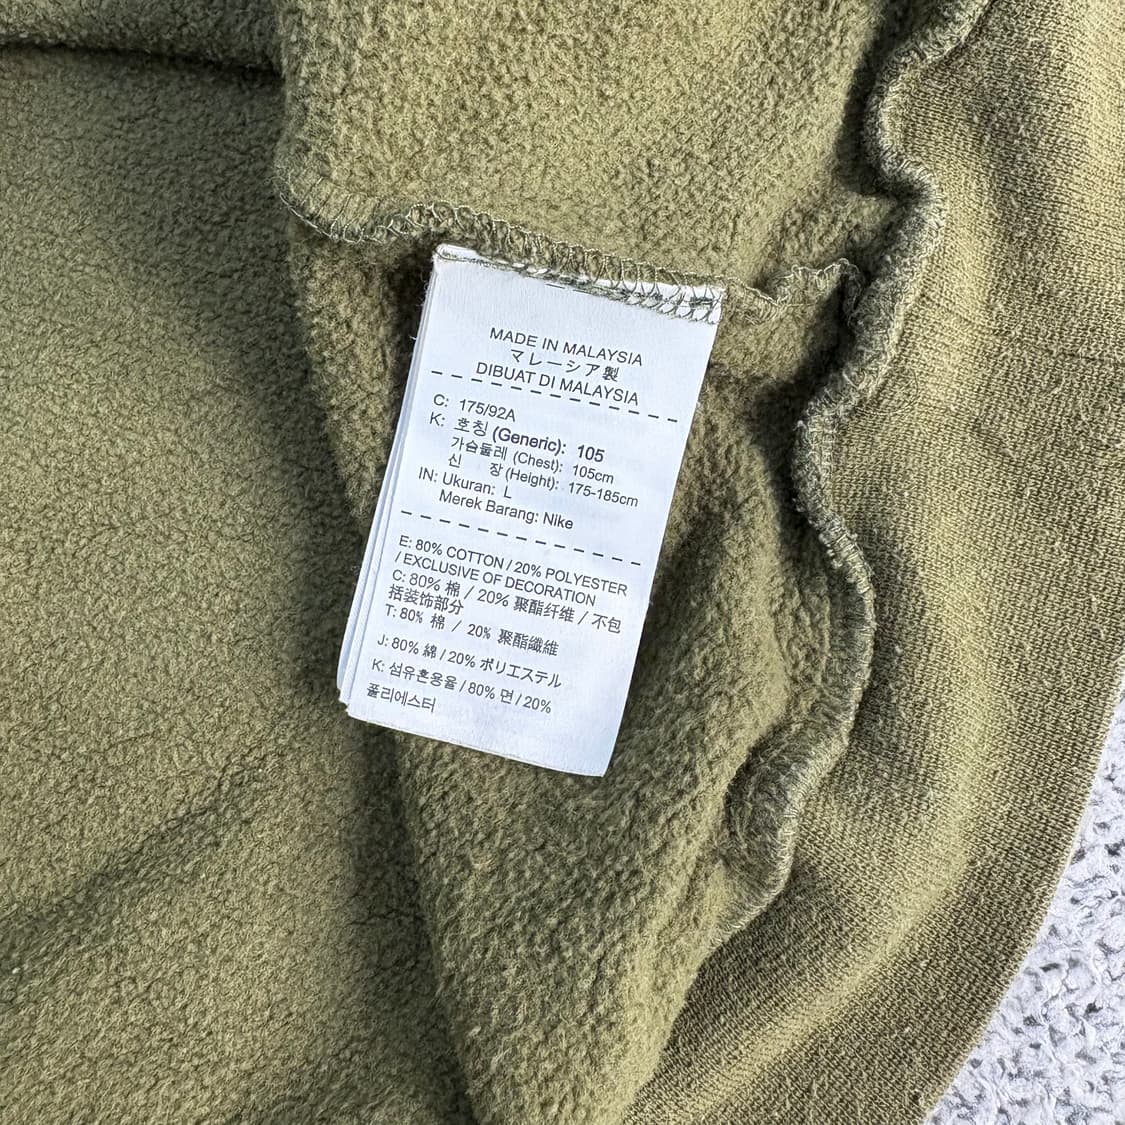 MADE IN MALAYSIA
マレーシア製
DIBUAT DI MALAYSIA
C: 175/92A
K: 호칭 (Generic): 105
가슴둘레 (Chest): 105cm
신 장 (Height): 175-185cm
IN: Ukuran: L
Merek Barang: Nike
E: 80% COTTON / 20% POLYESTER
/ EXCLUSIVE OF DECORATION
C: 80% 棉 / 20% 聚酯纤维 / 不包
括装饰部分
T: 80% 棉 / 20% 聚酯纖維
J: 80% 綿 / 20% ポリエステル
K: 섬유혼용율 / 80% 면 / 20%
폴리에스터